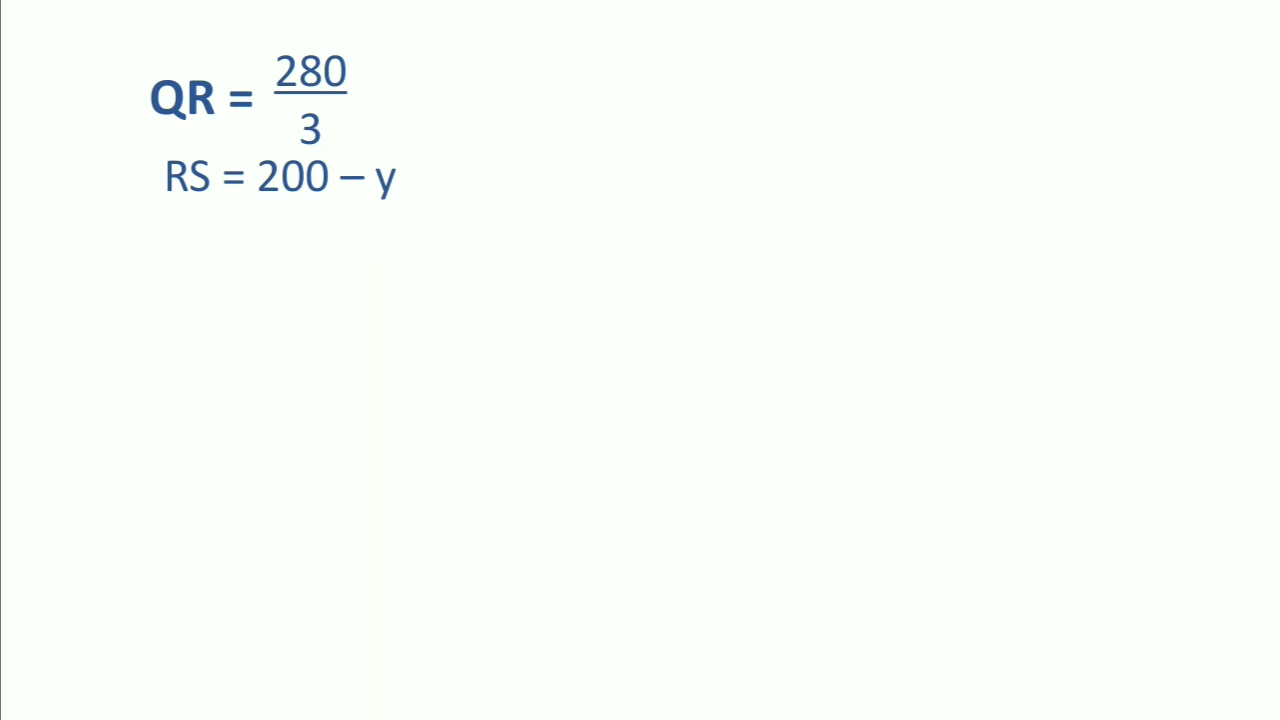 QR = 280
3
RS = 200 – y